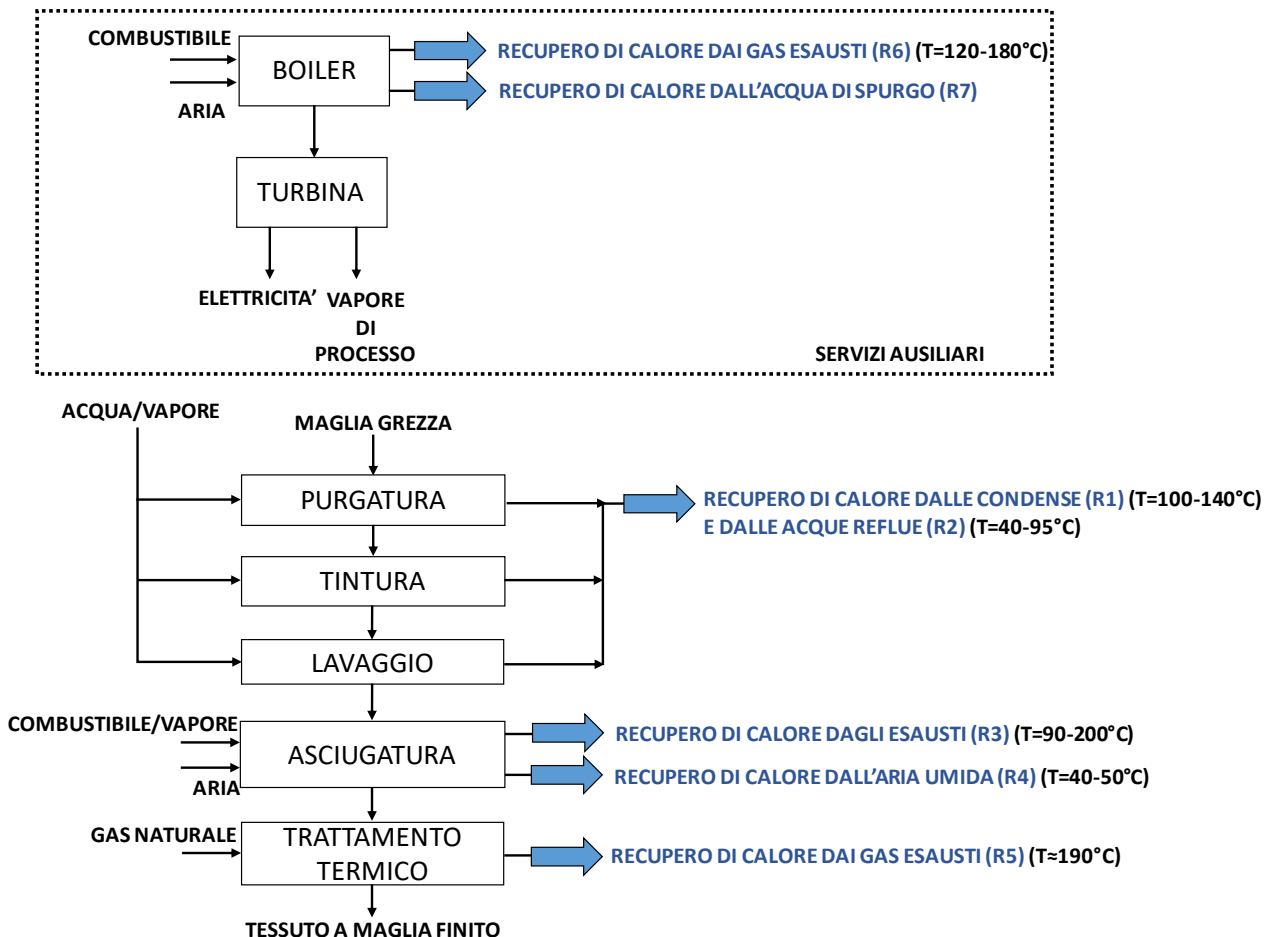 COMBUSTIBILE
ARIA
BOILER
RECUPERO DI CALORE DAI GAS ESAUSTI (R6) (T=120-180°C)
RECUPERO DI CALORE DALL'ACQUA DI SPURGO (R7)
TURBINA
ELETTRICITA'
VAPORE
DI
PROCESSO
SERVIZI AUSILIARI
ACQUA/VAPORE
MAGLIA GREZZA
PURGATURA
RECUPERO DI CALORE DALLE CONDENSE (R1) (T=100-140°C)
E DALLE ACQUE REFLUE (R2) (T=40-95°C)
TINTURA
LAVAGGIO
COMBUSTIBILE/VAPORE
ARIA
ASCIUGATURA
RECUPERO DI CALORE DAGLI ESAUSTI (R3) (T=90-200°C)
RECUPERO DI CALORE DALL'ARIA UMIDA (R4) (T=40-50°C)
GAS NATURALE
TRATTAMENTO
TERMICO
RECUPERO DI CALORE DAI GAS ESAUSTI (R5) (T≈190°C)
TESSUTO A MAGLIA FINITO